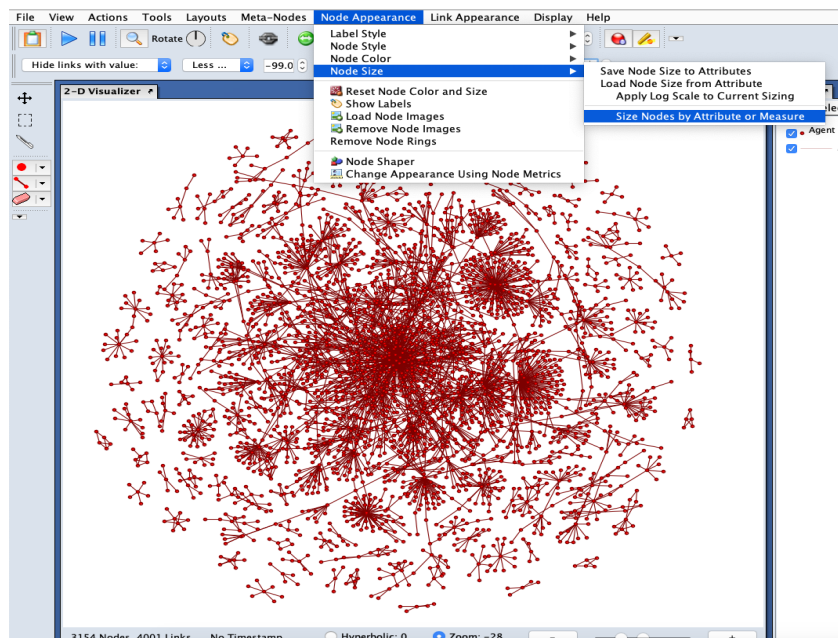 File View Actions Tools Layouts Meta-Nodes Node Appearance Link Appearance Display Help
Rotate
Hide links with value: Less ... -99.0
2-D Visualizer
Label Style
Node Style
Node Color
Node Size
Reset Node Color and Size
Show Labels
Load Node Images
Remove Node Images
Remove Node Rings
Node Shaper
Change Appearance Using Node Metrics
Save Node Size to Attributes
Load Node Size from Attribute
Apply Log Scale to Current Sizing
Size Nodes by Attribute or Measure
Agent
3154 Nodes, 4001 Links No Timestamp Hyperbolic: 0 Zoom: -28